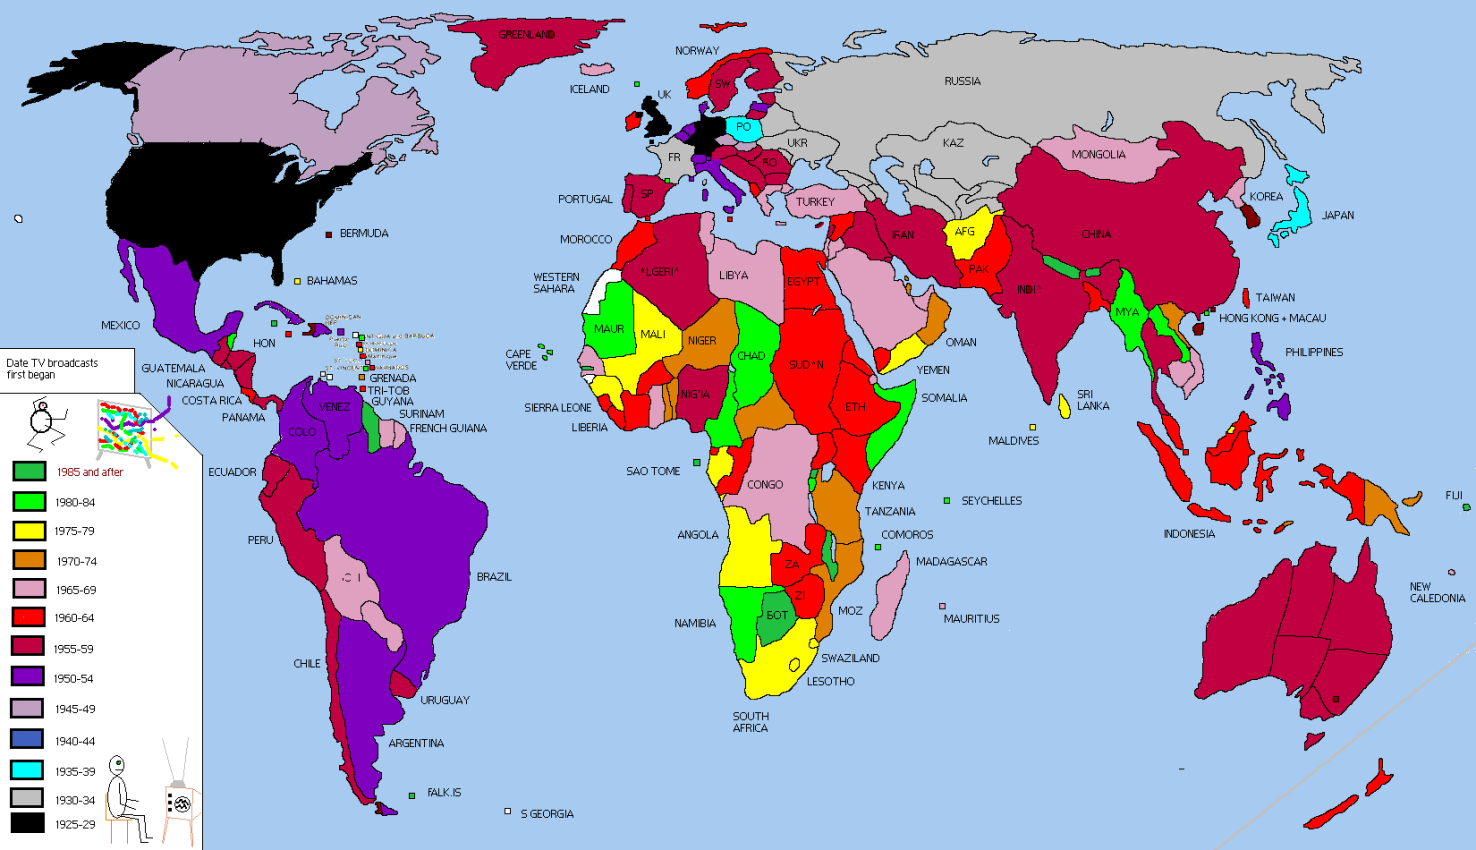 GREENLAND
NORWAY
RUSSIA
ICELAND
UK
SW
PO
UKR
KAZ
FR
RO
MONGOLIA
PORTUGAL
SP
TURKEY
KOREA
JAPAN
BERMUDA
MOROCCO
IRAN
AFG
CHINA
BAHAMAS
WESTERN
SAHARA
*LGERI*
LIBYA
EGYPT
PAK
INDI*
TAIWAN
MEXICO
HON
MAUR
MALI
NIGER
CHAD
SUD*N
OMAN
YEMEN
MYA
HONG KONG + MACAU
PHILIPPINES
Date TV broadcasts
first began
GUATEMALA
NICARAGUA
COSTA RICA
PANAMA
GRENADA
TRI-TOB
GUYANA
SURINAM
FRENCH GUIANA
VENEZ
COLO
CAPE
VERDE
SIERRA LEONE
LIBERIA
NIG*IA
ETH
SOMALIA
SRI
LANKA
MALDIVES
ECUADOR
SAO TOME
CONGO
KENYA
TANZANIA
SEYCHELLES
FIJI
INDONESIA
PERU
BRAZIL
ANGOLA
ZA
ZI
COMOROS
MADAGASCAR
MAURITIUS
NEW
CALEDONIA
NAMIBIA
БОТ
MOZ
SWAZILAND
LESOTHO
SOUTH
AFRICA
CHILE
URUGUAY
ARGENTINA
FALK.IS
S GEORGIA
1985 and after
1980-84
1975-79
1970-74
1965-69
1960-64
1955-59
1950-54
1945-49
1940-44
1935-39
1930-34
1925-29